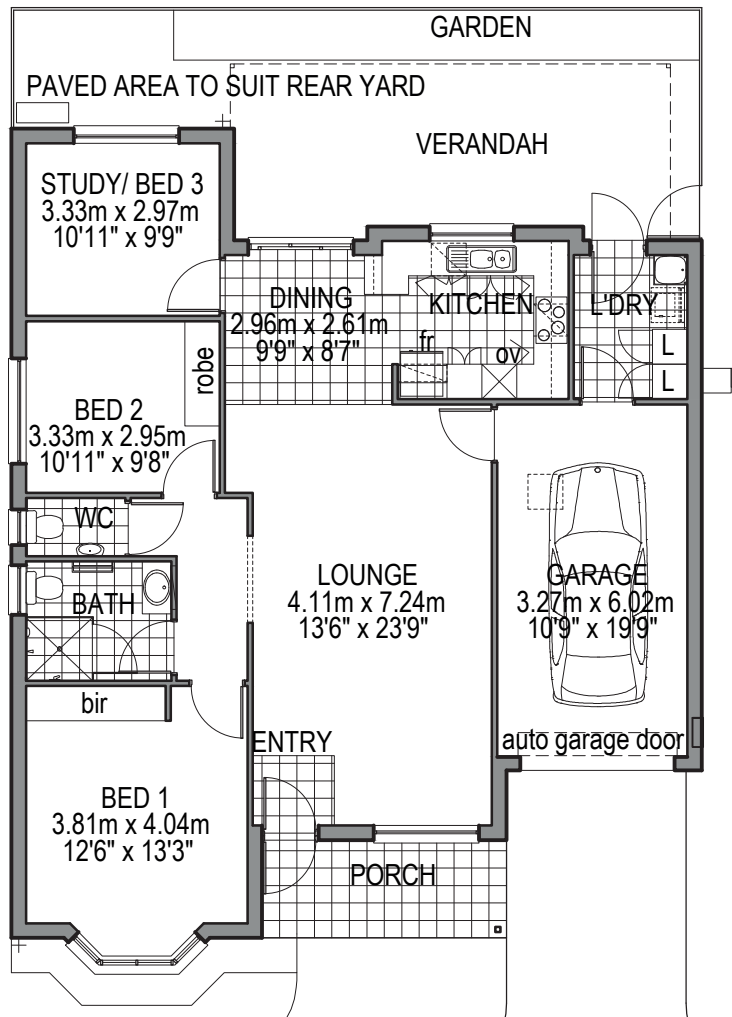 GARDEN
PAVED AREA TO SUIT REAR YARD
VERANDAH
STUDY/ BED 3
3.33m x 2.97m
10'11" x 9'9"
DINING
2.96m x 2.61m
9'9" x 8'7"
KITCHEN
fr
ov
L'DRY
L
L
robe
BED 2
3.33m x 2.95m
10'11" x 9'8"
WC
BATH
LOUNGE
4.11m x 7.24m
13'6" x 23'9"
GARAGE
3.27m x 6.02m
10'9" x 19'9"
bir
ENTRY
auto garage door
BED 1
3.81m x 4.04m
12'6" x 13'3"
PORCH